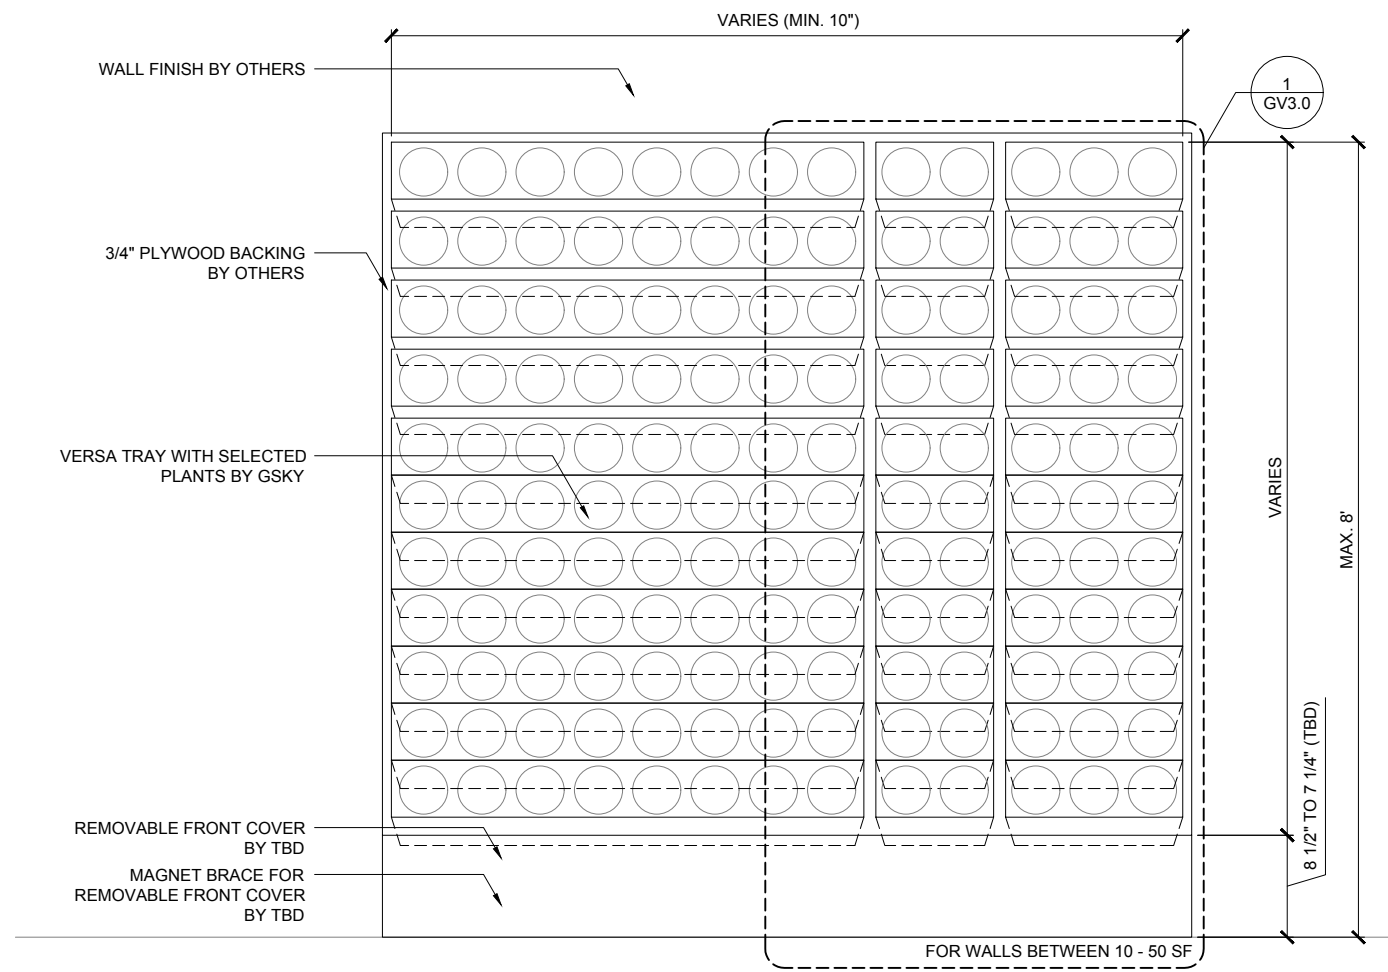 VARIES (MIN. 10")
WALL FINISH BY OTHERS
1
GV3.0
3/4" PLYWOOD BACKING
BY OTHERS
VERSA TRAY WITH SELECTED
PLANTS BY GSKY
VARIES
MAX. 8'
8 1/2" TO 7 1/4" (TBD)
REMOVABLE FRONT COVER
BY TBD
MAGNET BRACE FOR
REMOVABLE FRONT COVER
BY TBD
FOR WALLS BETWEEN 10 - 50 SF